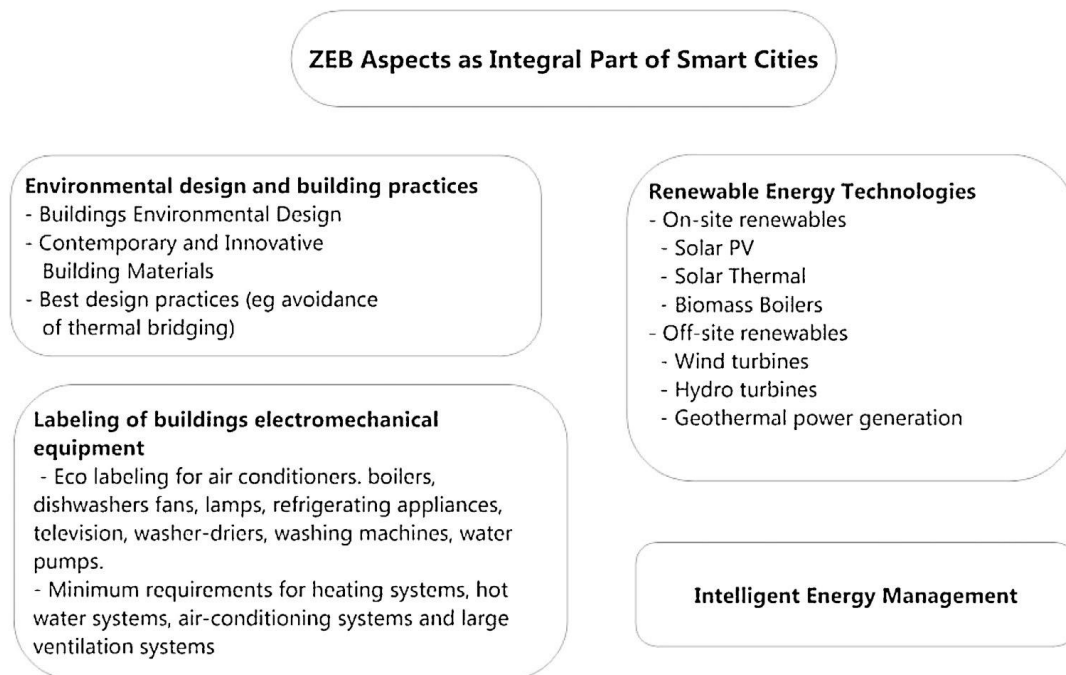 ZEB Aspects as Integral Part of Smart Cities
Environmental design and building practices
- Buildings Environmental Design
- Contemporary and Innovative
Building Materials
- Best design practices (eg avoidance
of thermal bridging)
Labeling of buildings electromechanical
equipment
- Eco labeling for air conditioners. boilers,
dishwashers fans, lamps, refrigerating appliances,
television, washer-driers, washing machines, water
pumps.
- Minimum requirements for heating systems, hot
water systems, air-conditioning systems and large
ventilation systems
Renewable Energy Technologies
- On-site renewables
- Solar PV
- Solar Thermal
- Biomass Boilers
- Off-site renewables
- Wind turbines
- Hydro turbines
- Geothermal power generation
Intelligent Energy Management